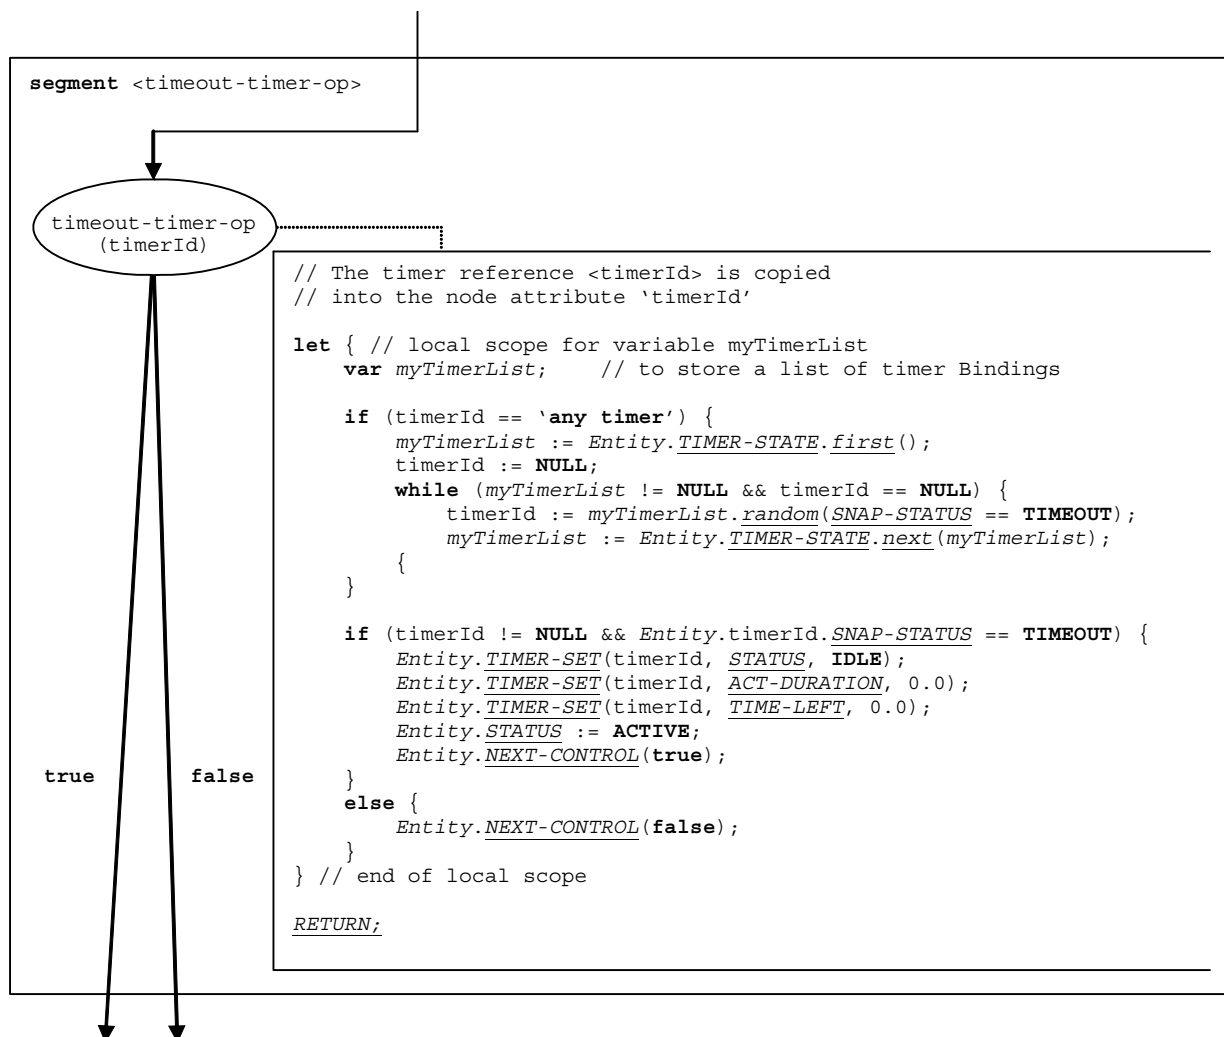 segment <timeout-timer-op>
timeout-timer-op
(timerId)
// The timer reference <timerId> is copied
// into the node attribute ‘timerId’
let { // local scope for variable myTimerList
var myTimerList; // to store a list of timer Bindings
if (timerId == ‘any timer’) {
myTimerList := Entity.TIMER-STATE.first();
timerId := NULL;
while (myTimerList != NULL && timerId == NULL) {
timerId := myTimerList.random(SNAP-STATUS == TIMEOUT);
myTimerList := Entity.TIMER-STATE.next(myTimerList);
{
}
if (timerId != NULL && Entity.timerId.SNAP-STATUS == TIMEOUT) {
Entity.TIMER-SET(timerId, STATUS, IDLE);
Entity.TIMER-SET(timerId, ACT-DURATION, 0.0);
Entity.TIMER-SET(timerId, TIME-LEFT, 0.0);
Entity.STATUS := ACTIVE;
Entity.NEXT-CONTROL(true);
}
else {
Entity.NEXT-CONTROL(false);
}
} // end of local scope
RETURN;
true
false